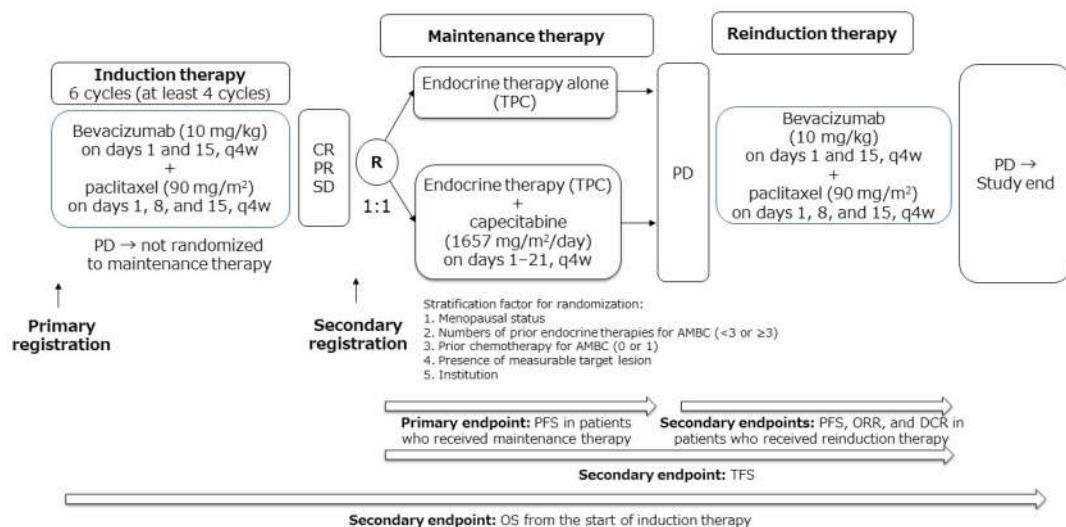 Maintenance therapy
Reinduction therapy
Induction therapy
6 cycles (at least 4 cycles)
Bevacizumab (10 mg/kg)
on days 1 and 15, q4w
+
paclitaxel (90 mg/m²)
on days 1, 8, and 15, q4w
PD → not randomized
to maintenance therapy
CR
PR
SD
R
1:1
Endocrine therapy alone
(TPC)
Endocrine therapy (TPC)
+
capecitabine
(1657 mg/m²/day)
on days 1–21, q4w
PD
Bevacizumab
(10 mg/kg)
on days 1 and 15, q4w
+
paclitaxel (90 mg/m²)
on days 1, 8, and 15, q4w
PD →
Study end
Primary
registration
Secondary
registration
Stratification factor for randomization:
1. Menopausal status
2. Numbers of prior endocrine therapies for AMBC (<3 or ≥3)
3. Prior chemotherapy for AMBC (0 or 1)
4. Presence of measurable target lesion
5. Institution
Primary endpoint: PFS in patients
who received maintenance therapy
Secondary endpoints: PFS, ORR, and DCR in
patients who received reinduction therapy
Secondary endpoint: TFS
Secondary endpoint: OS from the start of induction therapy